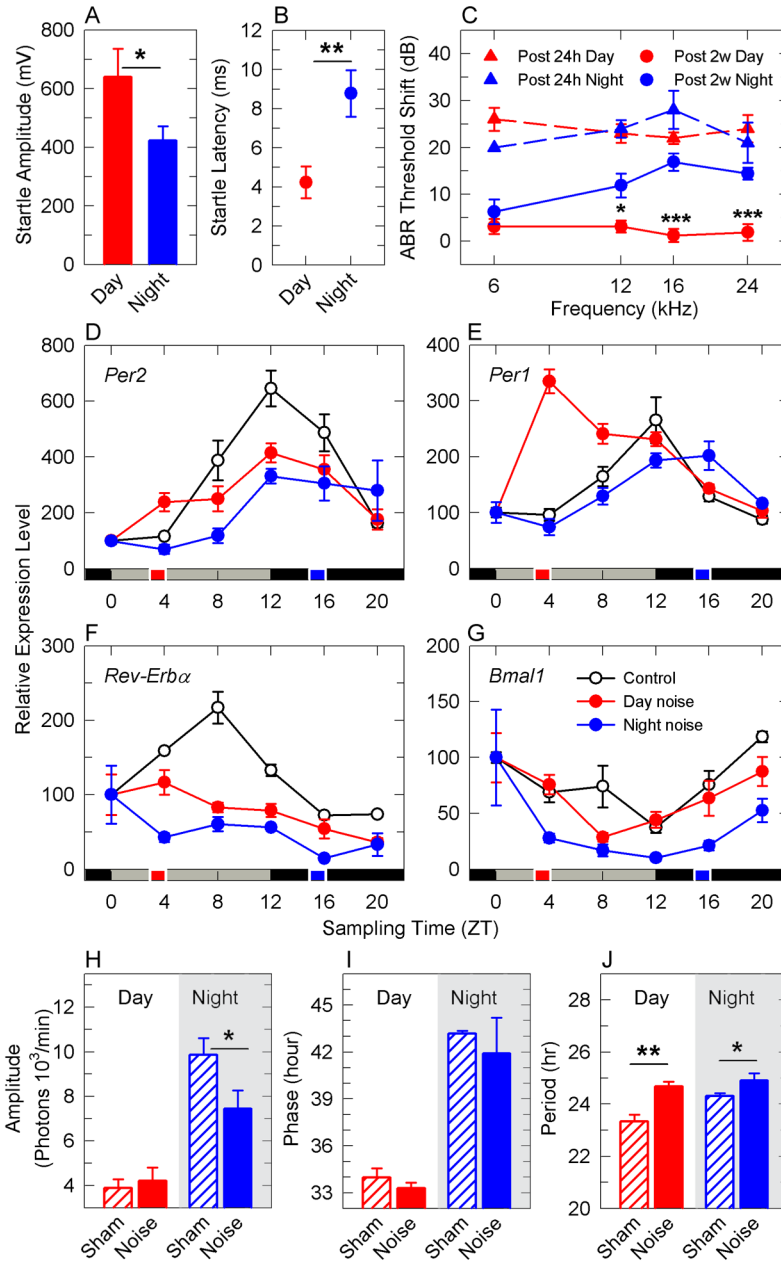 A
Startle Amplitude (mV)
800
600
400
200
0
*
Day
Night
B
Startle Latency (ms)
12
10
8
6
4
2
0
**
Day
Night
C
ABR Threshold Shift (dB)
Post 24h Day
Post 2w Day
Post 24h Night
Post 2w Night
40
30
20
10
0
*
***
***
6
12
16
24
Frequency (kHz)
Relative Expression Level
D
Per2
800
600
400
200
0
0
4
8
12
16
20
E
Per1
400
300
200
100
0
0
4
8
12
16
20
F
Rev-Erbα
300
200
100
0
0
4
8
12
16
20
G
Bmal1
Control
Day noise
Night noise
200
150
100
50
0
0
4
8
12
16
20
Sampling Time (ZT)
H
Day
Night
Amplitude
(Photons 10³/min)
12
10
8
6
4
*
Sham
Noise
Sham
Noise
I
Day
Night
Phase (hour)
45
42
39
36
33
Sham
Noise
Sham
Noise
J
Day
Night
Period (hr)
28
26
24
22
20
**
*
Sham
Noise
Sham
Noise